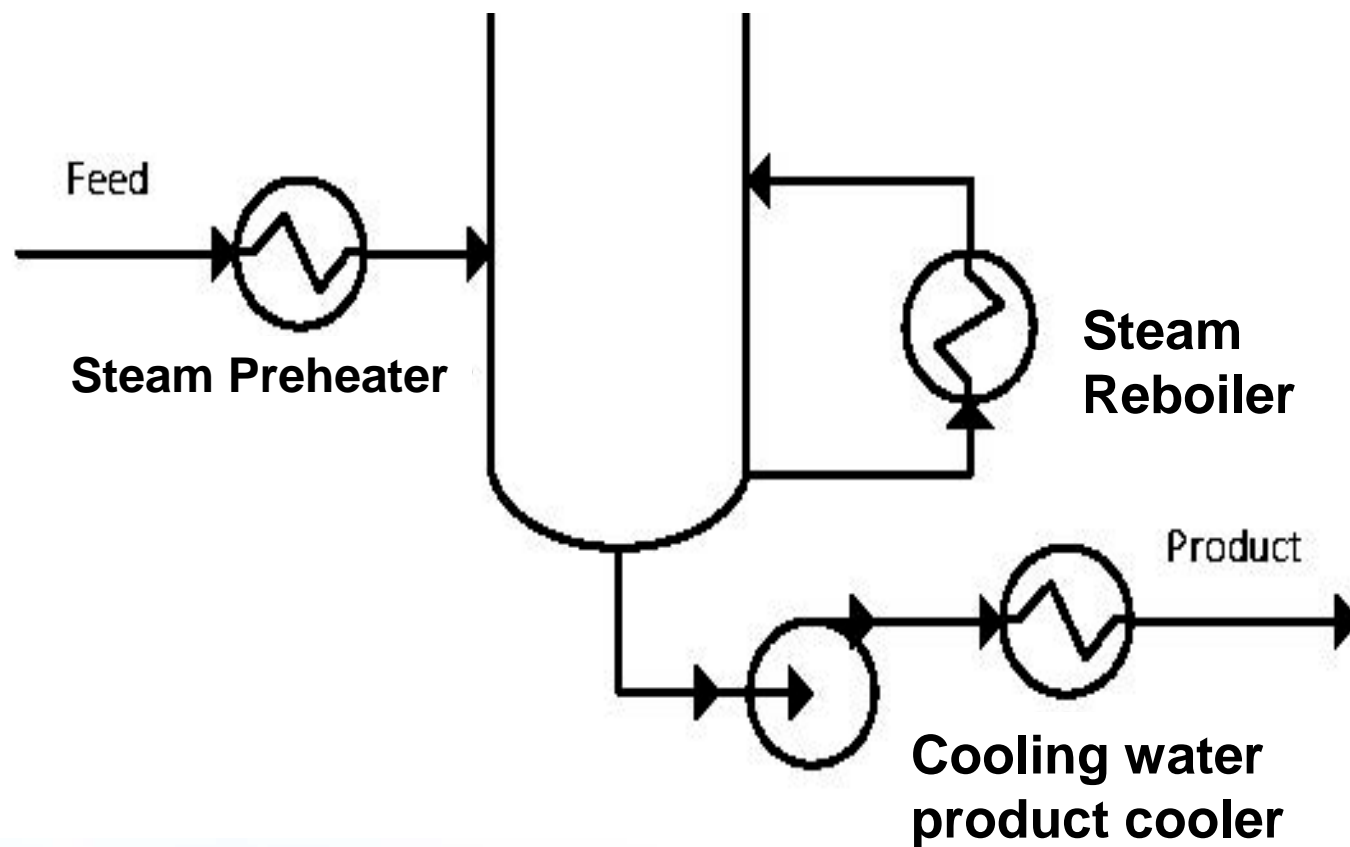 Feed
Steam Preheater
Steam
Reboiler
Product
Cooling water
product cooler